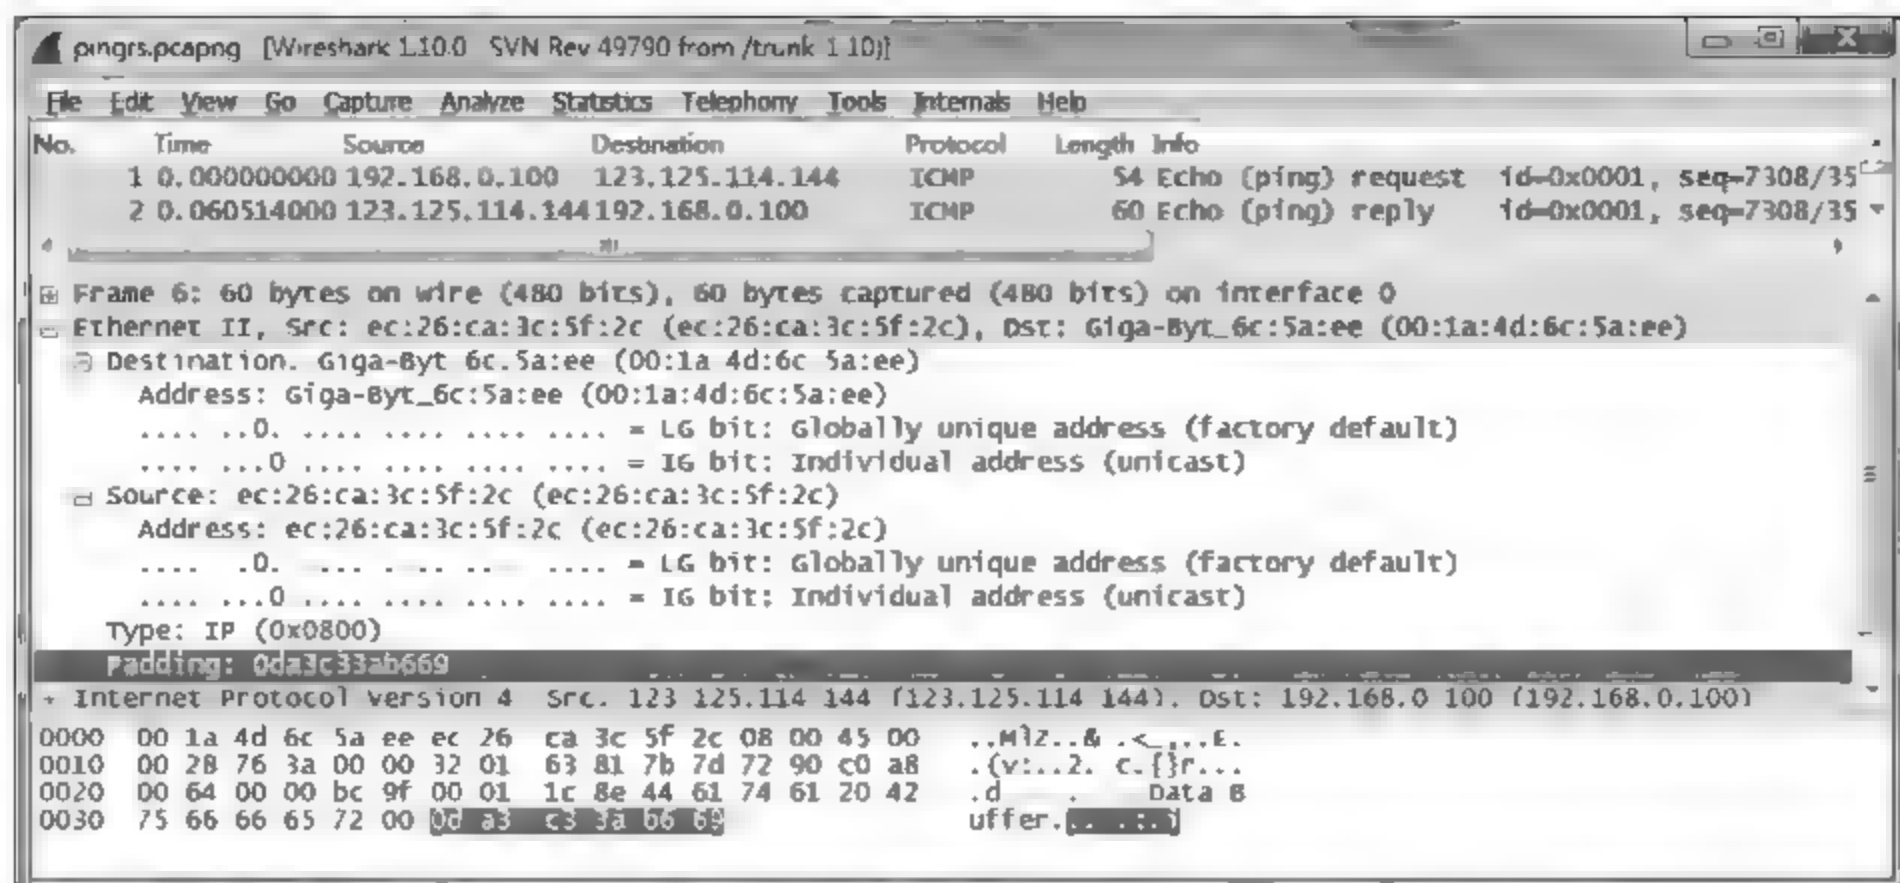 pingrs.pcapng [Wireshark 1.10.0 SVN Rev 49790 from /trunk 1 10)]
File Edit View Go Capture Analyze Statistics Telephony Tools Internals Help
No. Time Source Destination Protocol Length Info
1 0.000000000 192.168.0.100 123.125.114.144 ICMP 54 Echo (ping) request id=0x0001, seq=7308/35
2 0.060514000 123.125.114.144 192.168.0.100 ICMP 60 Echo (ping) reply id=0x0001, seq=7308/35
Frame 6: 60 bytes on wire (480 bits), 60 bytes captured (480 bits) on interface 0
Ethernet II, Src: ec:26:ca:3c:5f:2c (ec:26:ca:3c:5f:2c), Dst: Giga-Byt_6c:5a:ee (00:1a:4d:6c:5a:ee)
Destination. Giga-Byt 6c.5a:ee (00:1a 4d:6c 5a:ee)
Address: Giga-Byt_6c:5a:ee (00:1a:4d:6c:5a:ee)
.... ..0. .... .... .... .... = LG bit: Globally unique address (factory default)
.... ...0 .... .... .... .... = IG bit: Individual address (unicast)
Source: ec:26:ca:3c:5f:2c (ec:26:ca:3c:5f:2c)
Address: ec:26:ca:3c:5f:2c (ec:26:ca:3c:5f:2c)
.... .0. .... .... .... .... = LG bit: Globally unique address (factory default)
.... ...0 .... .... .... .... = IG bit: Individual address (unicast)
Type: IP (0x0800)
Padding: 0da3c33ab669
Internet Protocol Version 4 Src. 123 125.114 144 (123.125.114 144). Dst: 192.168.0 100 (192.168.0.100)
0000 00 1a 4d 6c 5a ee ec 26 ca 3c 5f 2c 08 00 45 00 ..MlZ..& .<_,..E.
0010 00 28 76 3a 00 00 32 01 63 81 7b 7d 72 90 c0 a8 .(v:..2. c.{}r...
0020 00 64 00 00 bc 9f 00 01 1c 8e 44 61 74 61 20 42 .d . Data B
0030 75 66 66 65 72 00 0d a3 c3 3a b6 69 uffer... .:.i